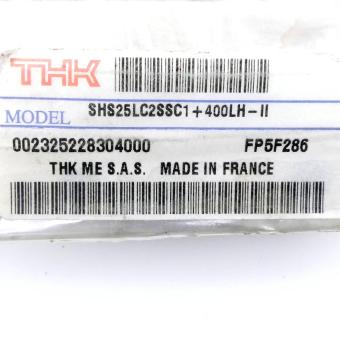 THK
MODEL SHS25LC2SSC1+400LH-II
002325228304000 FP5F286
THK ME S.A.S. MADE IN FRANCE